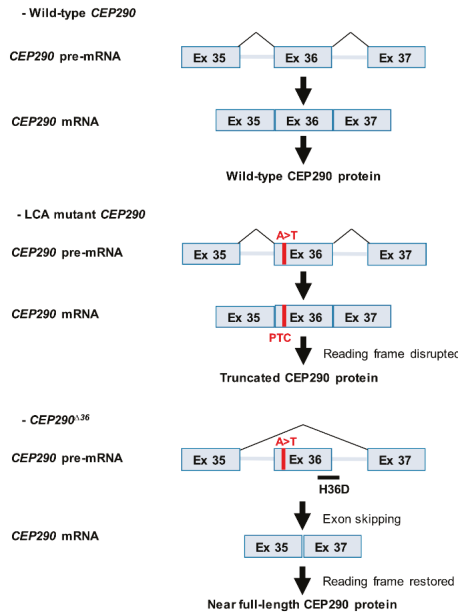 - Wild-type CEP290
CEP290 pre-mRNA
Ex 35 Ex 36 Ex 37
CEP290 mRNA
Ex 35 Ex 36 Ex 37
Wild-type CEP290 protein
- LCA mutant CEP290
A>T
CEP290 pre-mRNA
Ex 35 Ex 36 Ex 37
CEP290 mRNA
Ex 35 Ex 36 Ex 37
PTC
Reading frame disrupted
Truncated CEP290 protein
- CEP290Δ36
A>T
CEP290 pre-mRNA
Ex 35 Ex 36 Ex 37
H36D
Exon skipping
CEP290 mRNA
Ex 35 Ex 37
Reading frame restored
Near full-length CEP290 protein